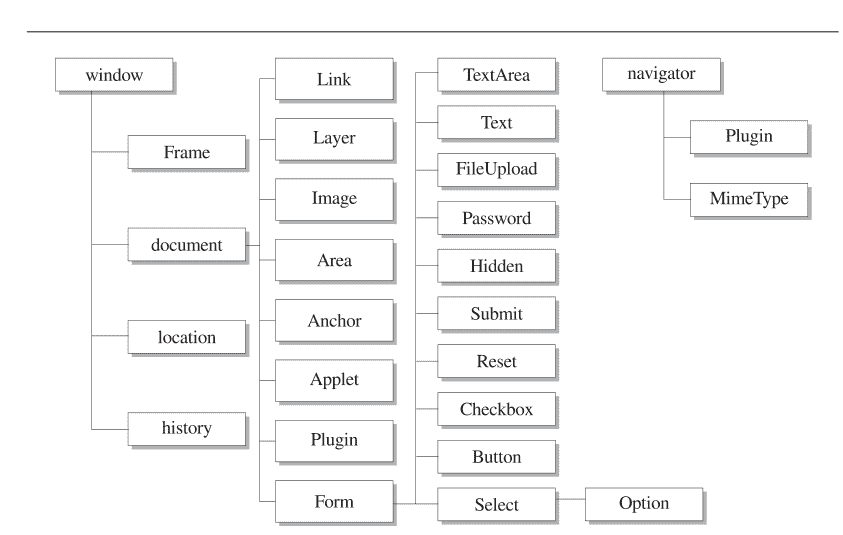 window
Frame
document
location
history
Link
Layer
Image
Area
Anchor
Applet
Plugin
Form
TextArea
Text
FileUpload
Password
Hidden
Submit
Reset
Checkbox
Button
Select
Option
navigator
Plugin
MimeType